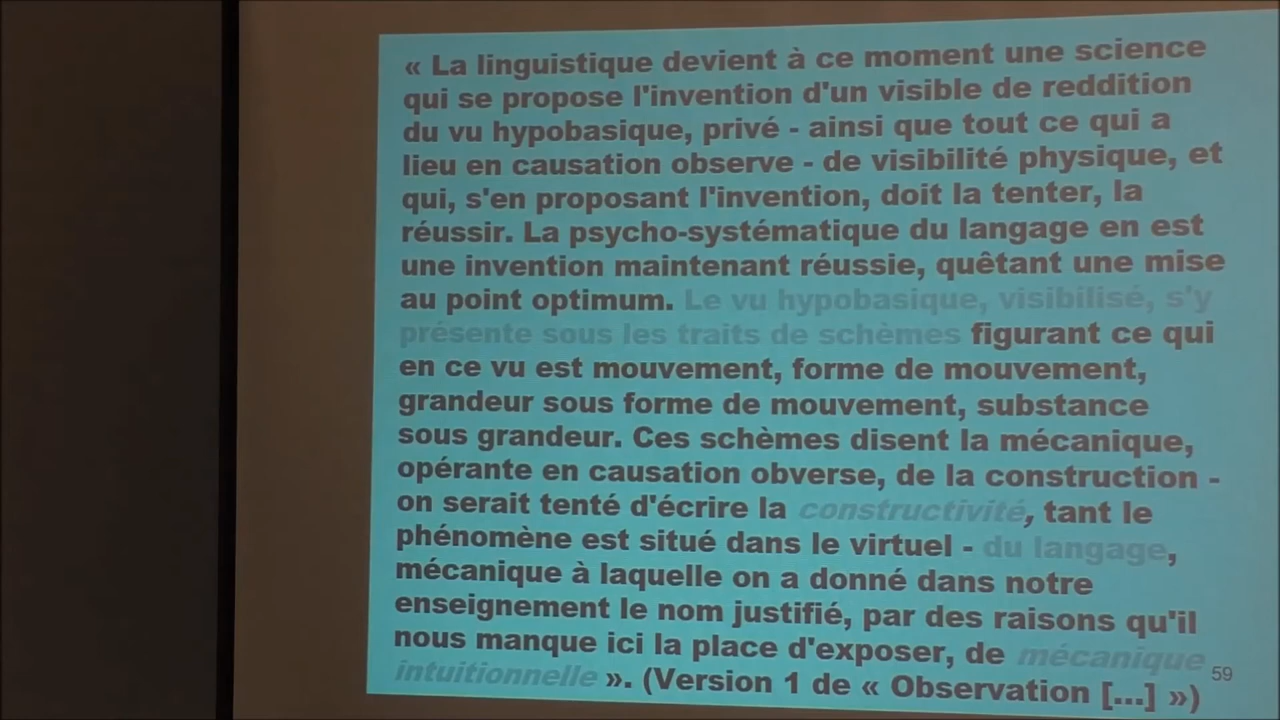 « La linguistique devient à ce moment une science
qui se propose l'invention d'un visible de reddition
du vu hypobasique, privé - ainsi que tout ce qui a
lieu en causation observe - de visibilité physique, et
qui, s'en proposant l'invention, doit la tenter, la
réussir. La psycho-systématique du langage en est
une invention maintenant réussie, quêtant une mise
au point optimum. Le vu hypobasique, visibilisé, s'y
présente sous les traits de schèmes figurant ce qui
en ce vu est mouvement, forme de mouvement,
grandeur sous forme de mouvement, substance
sous grandeur. Ces schèmes disent la mécanique,
opérante en causation obverse, de la construction -
on serait tenté d'écrire la constructivité, tant le
phénomène est situé dans le virtuel - du langage,
mécanique à laquelle on a donné dans notre
enseignement le nom justifié, par des raisons qu'il
nous manque ici la place d'exposer, de mécanique
intuitionnelle ». (Version 1 de « Observation [...] »)
59